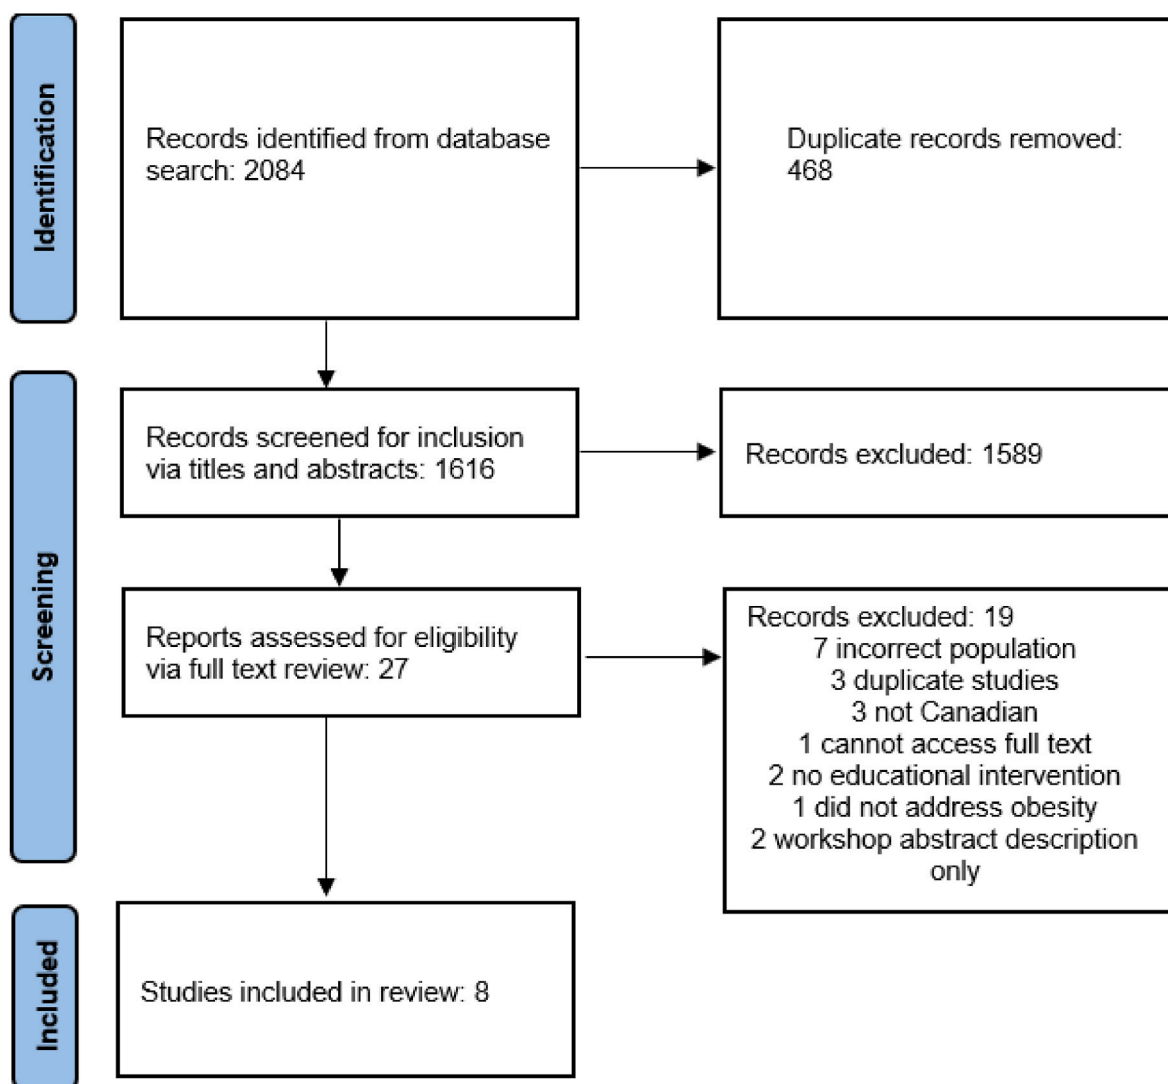 Identification
Records identified from database
search: 2084
Duplicate records removed:
468
Screening
Records screened for inclusion
via titles and abstracts: 1616
Records excluded: 1589
Reports assessed for eligibility
via full text review: 27
Records excluded: 19
7 incorrect population
3 duplicate studies
3 not Canadian
1 cannot access full text
2 no educational intervention
1 did not address obesity
2 workshop abstract description
only
Included
Studies included in review: 8